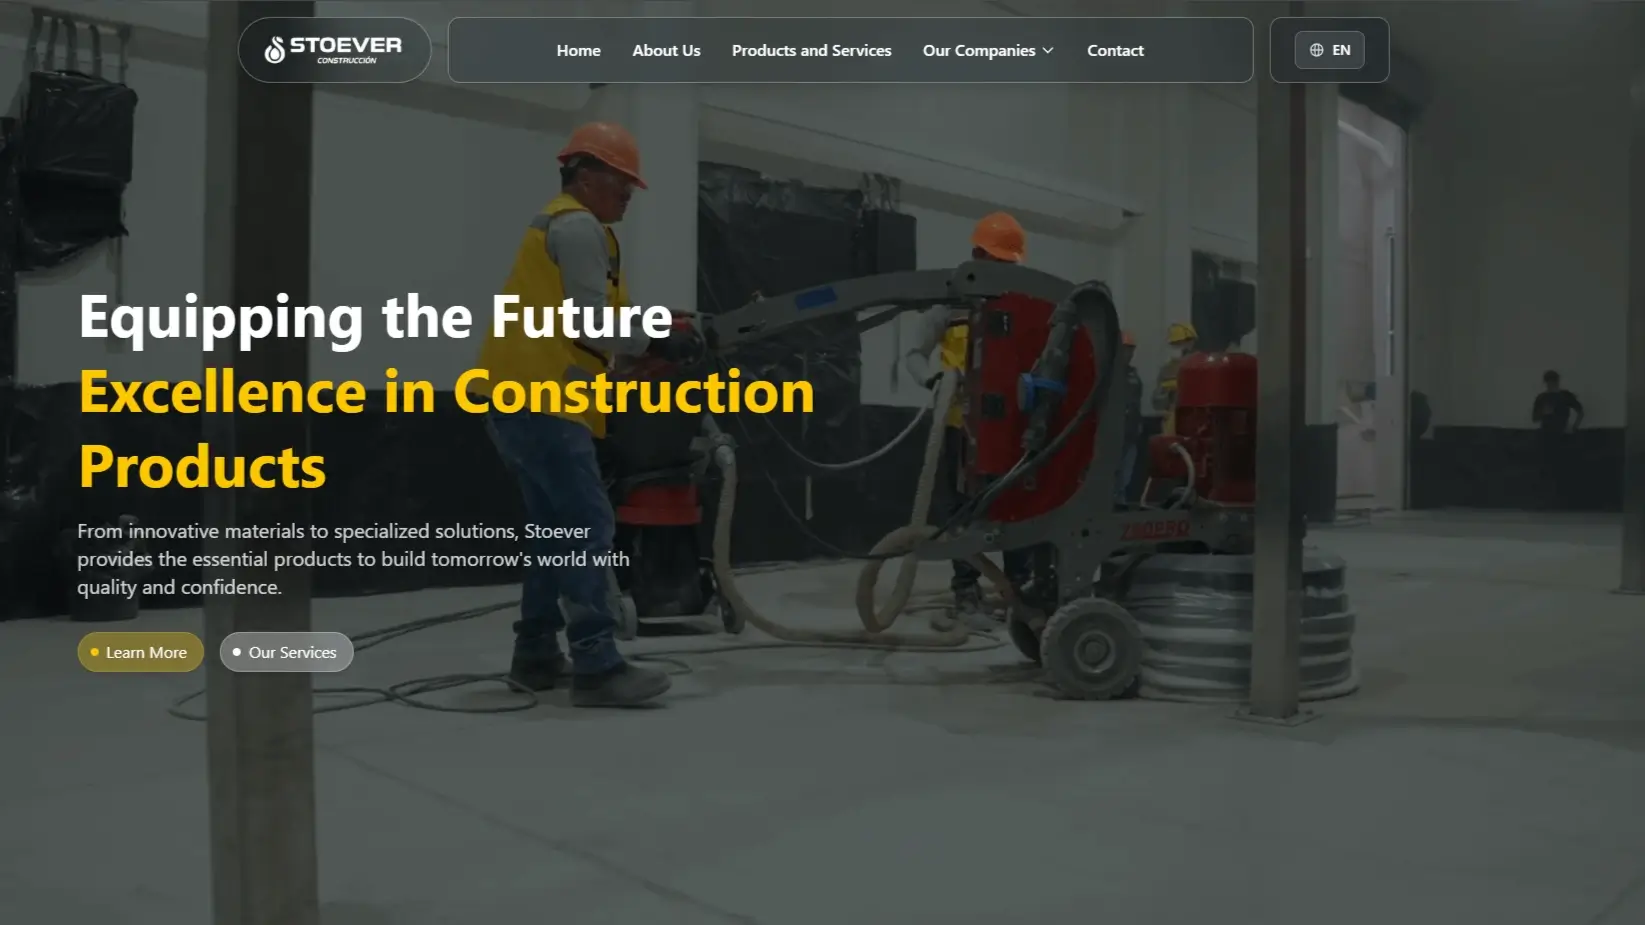 STOEVER
CONSTRUCCIÓN
Home
About Us
Products and Services
Our Companies
Contact
EN
Equipping the Future
Excellence in Construction
Products
From innovative materials to specialized solutions, Stoever
provides the essential products to build tomorrow's world with
quality and confidence.
Learn More
Our Services